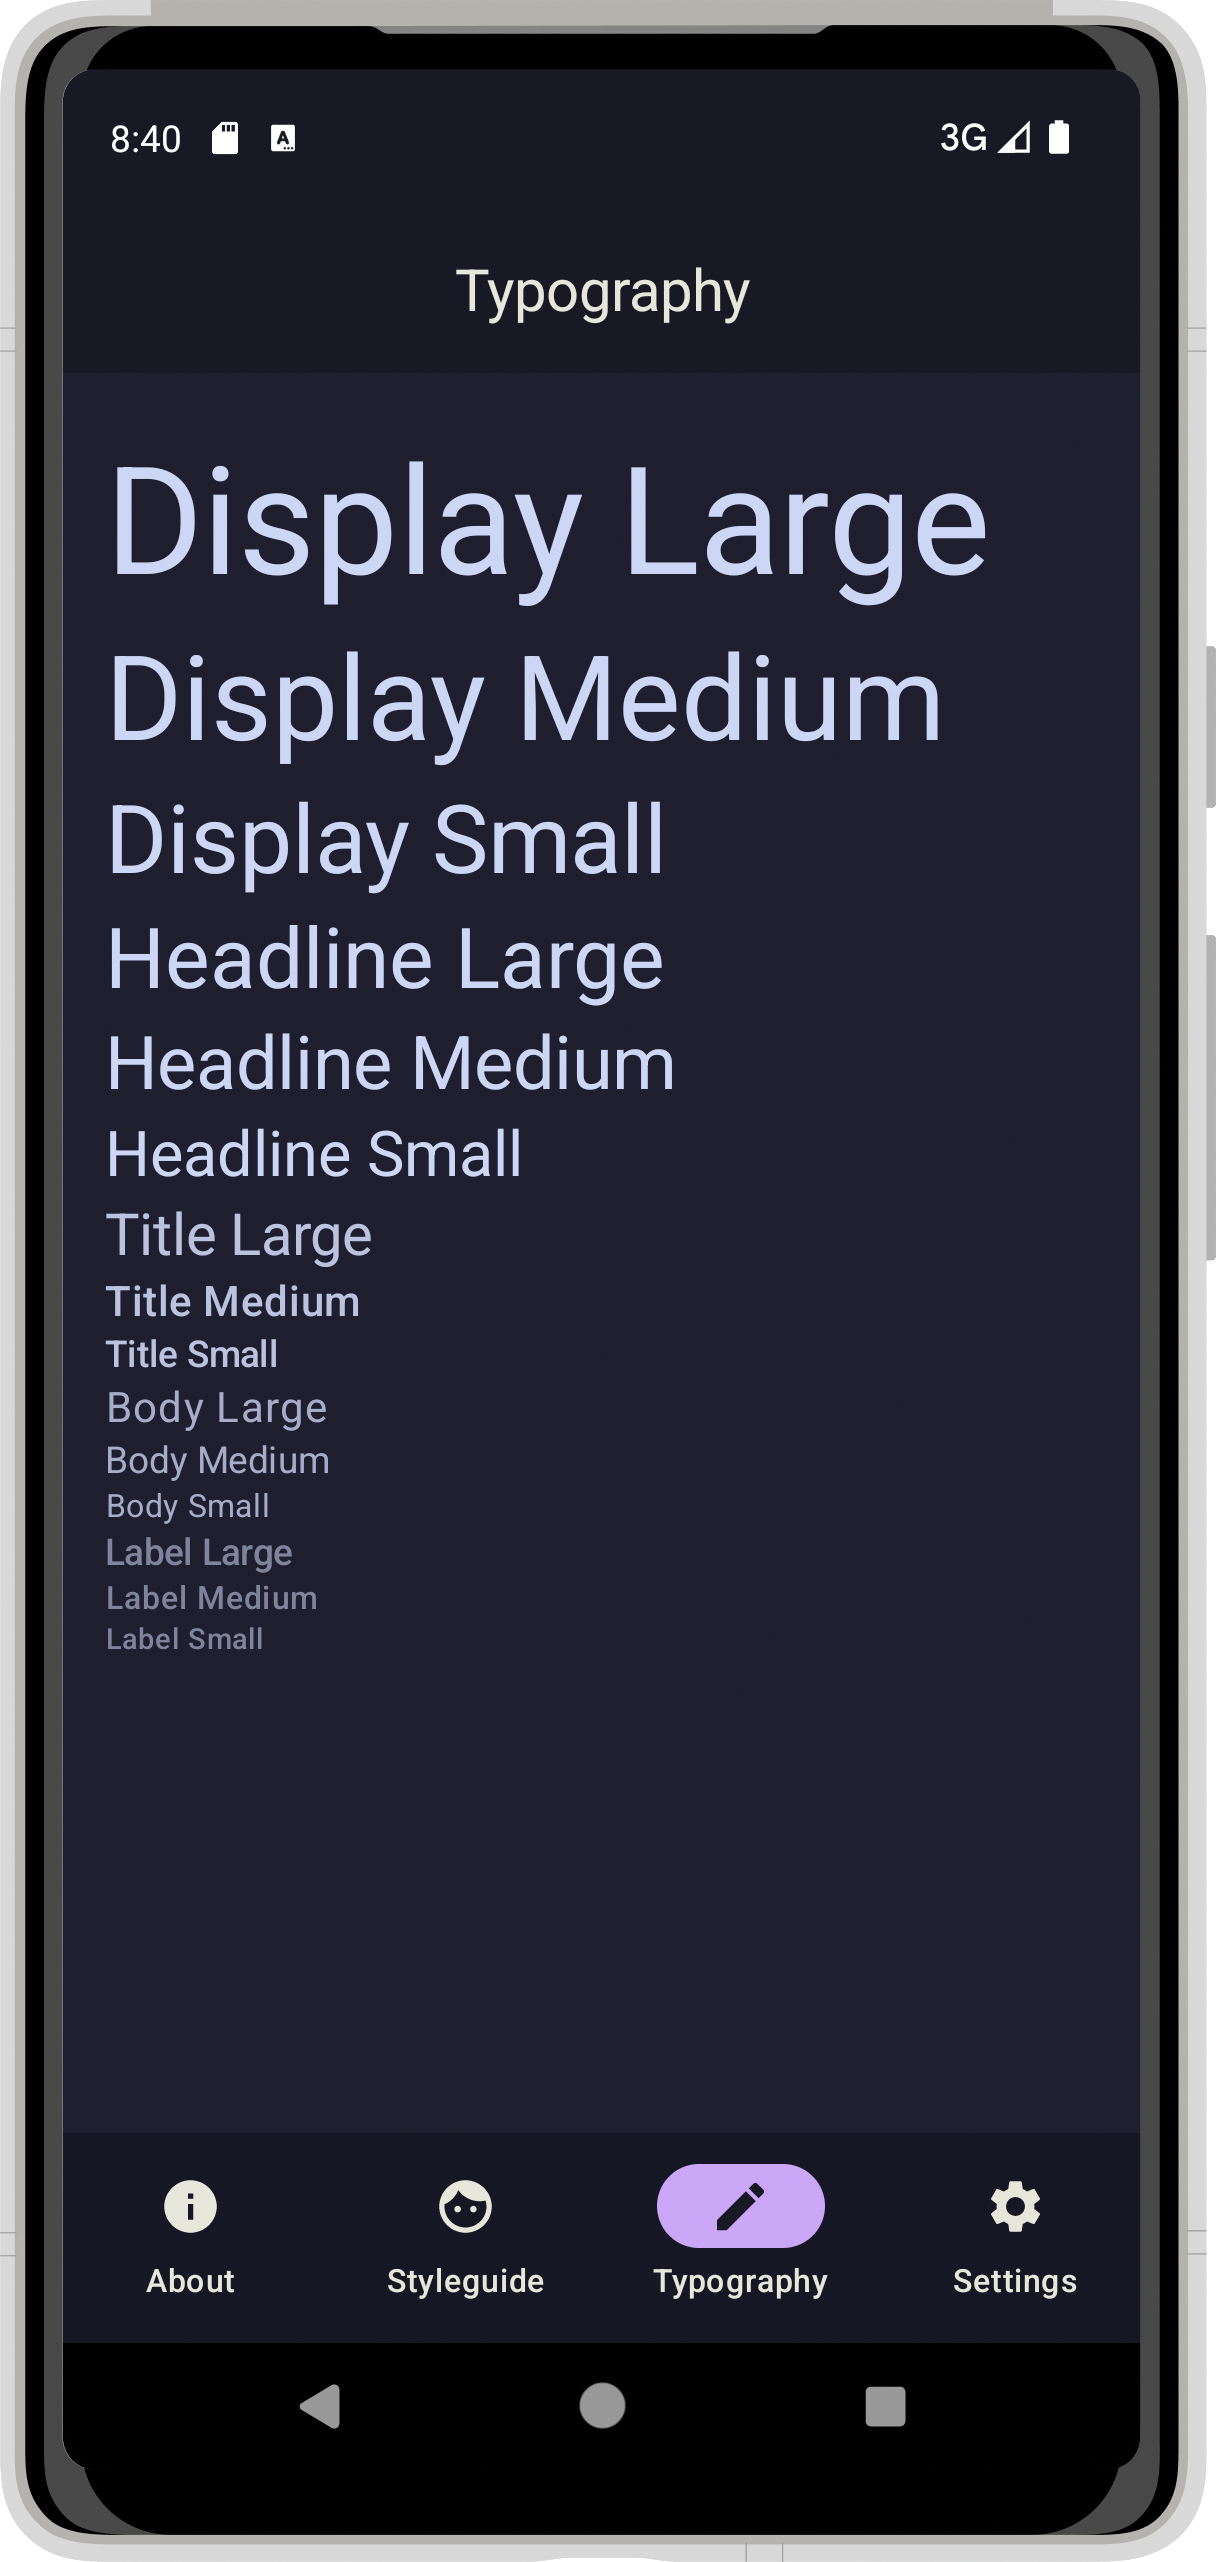 8:40 3G
Typography
Display Large
Display Medium
Display Small
Headline Large
Headline Medium
Headline Small
Title Large
Title Medium
Title Small
Body Large
Body Medium
Body Small
Label Large
Label Medium
Label Small
About Styleguide Typography Settings